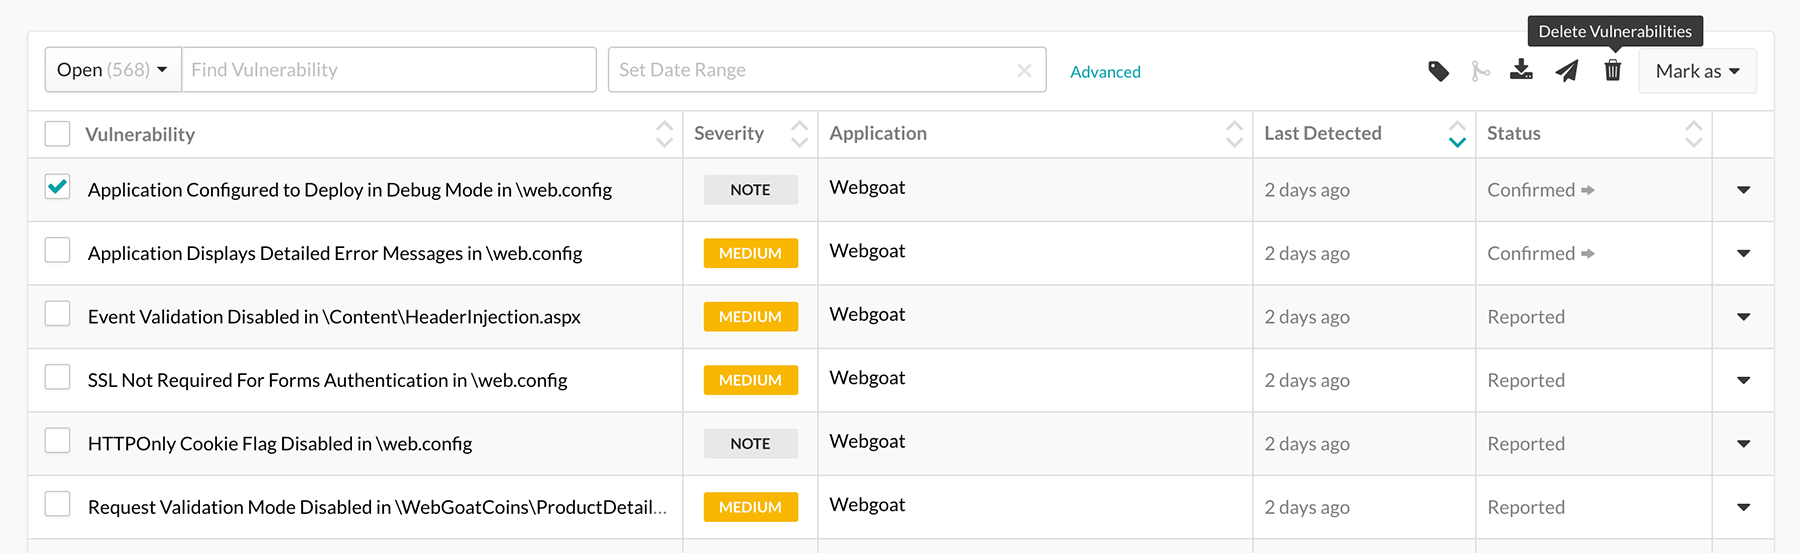 Delete Vulnerabilities
Open (568) Find Vulnerability Set Date Range Advanced Mark as
Vulnerability Severity Application Last Detected Status
Application Configured to Deploy in Debug Mode in \web.config NOTE Webgoat 2 days ago Confirmed
Application Displays Detailed Error Messages in \web.config MEDIUM Webgoat 2 days ago Confirmed
Event Validation Disabled in \Content\HeaderInjection.aspx MEDIUM Webgoat 2 days ago Reported
SSL Not Required For Forms Authentication in \web.config MEDIUM Webgoat 2 days ago Reported
HTTPOnly Cookie Flag Disabled in \web.config NOTE Webgoat 2 days ago Reported
Request Validation Mode Disabled in \WebGoatCoins\ProductDetail... MEDIUM Webgoat 2 days ago Reported